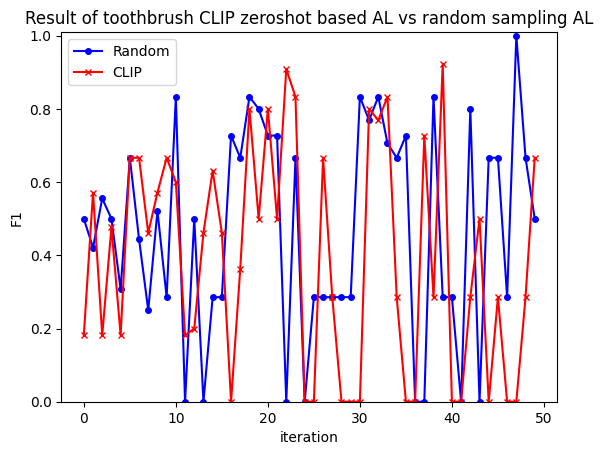 Result of toothbrush CLIP zeroshot based AL vs random sampling AL
Random
CLIP
1.0
0.8
0.6
0.4
0.2
0.0
F1
0
10
20
30
40
50
iteration